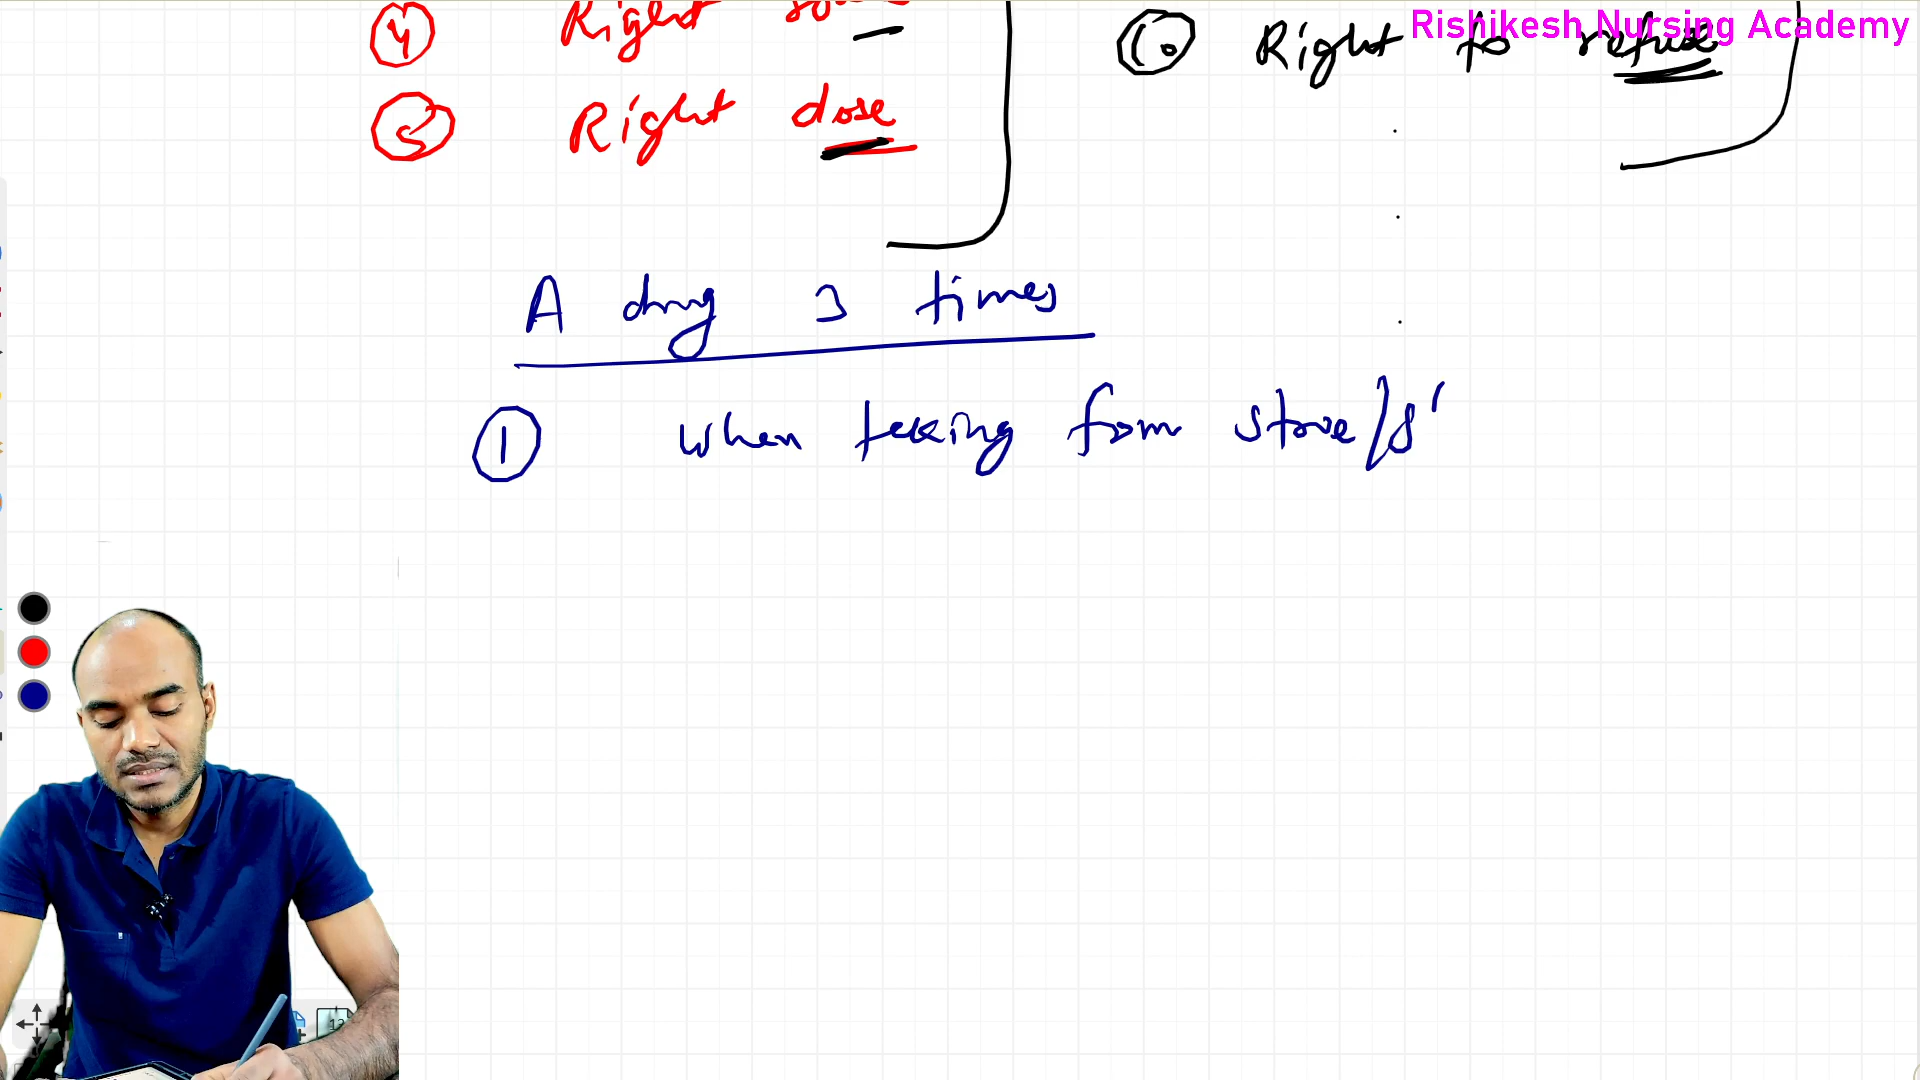 Rishikesh Nursing Academy
4 Right
5 Right dose
10 Right to refuse
A drug 3 times
1 when taking from store/s